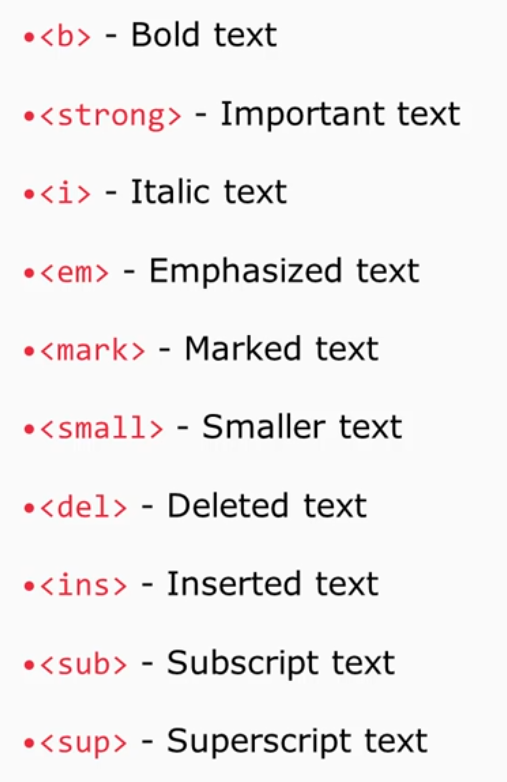 •<b> - Bold text
•<strong> - Important text
•<i> - Italic text
•<em> - Emphasized text
•<mark> - Marked text
•<small> - Smaller text
•<del> - Deleted text
•<ins> - Inserted text
•<sub> - Subscript text
•<sup> - Superscript text